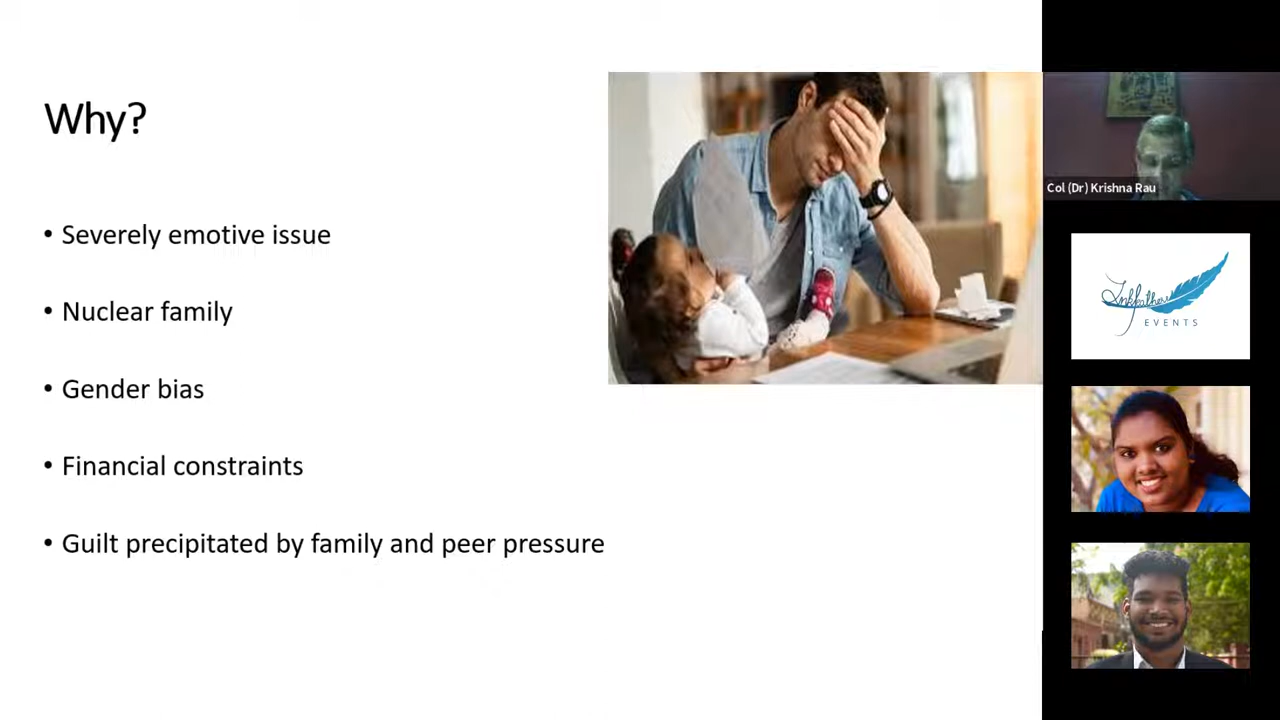 Why?
• Severely emotive issue
• Nuclear family
• Gender bias
• Financial constraints
• Guilt precipitated by family and peer pressure
Col (Dr) Krishna Rau
Inkfeathers
EVENTS